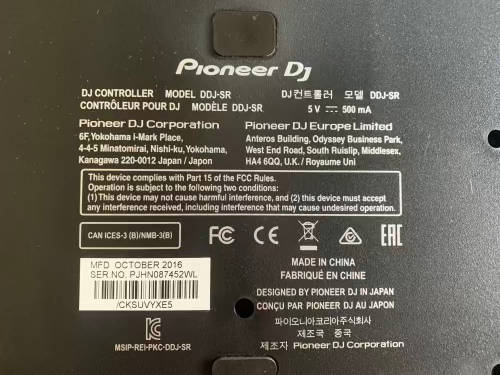 Pioneer Dj
DJ CONTROLLER MODEL DDJ-SR
CONTRÔLEUR POUR DJ MODÈLE DDJ-SR
DJ컨트롤러 모델 DDJ-SR
5 V ⎓ 500 mA
Pioneer DJ Corporation
6F, Yokohama i-Mark Place,
4-4-5 Minatomirai, Nishi-ku, Yokohama,
Kanagawa 220-0012 Japan / Japon
Pioneer DJ Europe Limited
Anteros Building, Odyssey Business Park,
West End Road, South Ruislip, Middlesex,
HA4 6QQ, U.K. / Royaume Uni
This device complies with Part 15 of the FCC Rules.
Operation is subject to the following two conditions:
(1) This device may not cause harmful interference, and (2) this device must accept
any interference received, including interference that may cause undesired operation.
CAN ICES-3 (B)/NMB-3(B)
FC CE EAC
MFD OCTOBER 2016
SER NO. PJHN087452WL
/CKSUVYXE5
MSIP-REI-PKC-DDJ-SR
MADE IN CHINA
FABRIQUÉ EN CHINE
DESIGNED BY PIONEER DJ IN JAPAN
CONÇU PAR PIONEER DJ AU JAPON
파이오니아코리아주식회사
제조국 중국
제조자 Pioneer DJ Corporation